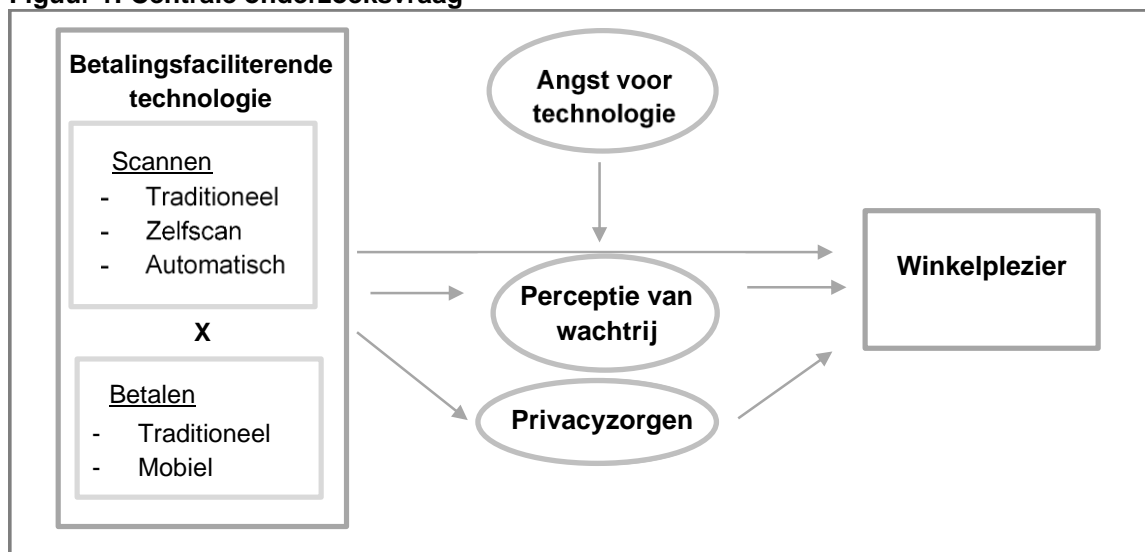 Figuur 1: Centrale onderzoeksvraag
Betalingsfaciliterende
technologie
Scannen
- Traditioneel
- Zelfscan
- Automatisch
X
Betalen
- Traditioneel
- Mobiel
Angst voor
technologie
Perceptie van
wachtrij
Privacyzorgen
Winkelplezier